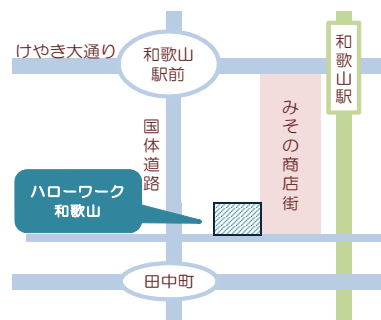 けやき大通り
和歌山
駅前
和歌山駅
国体道路
みその商店街
ハローワーク
和歌山
田中町